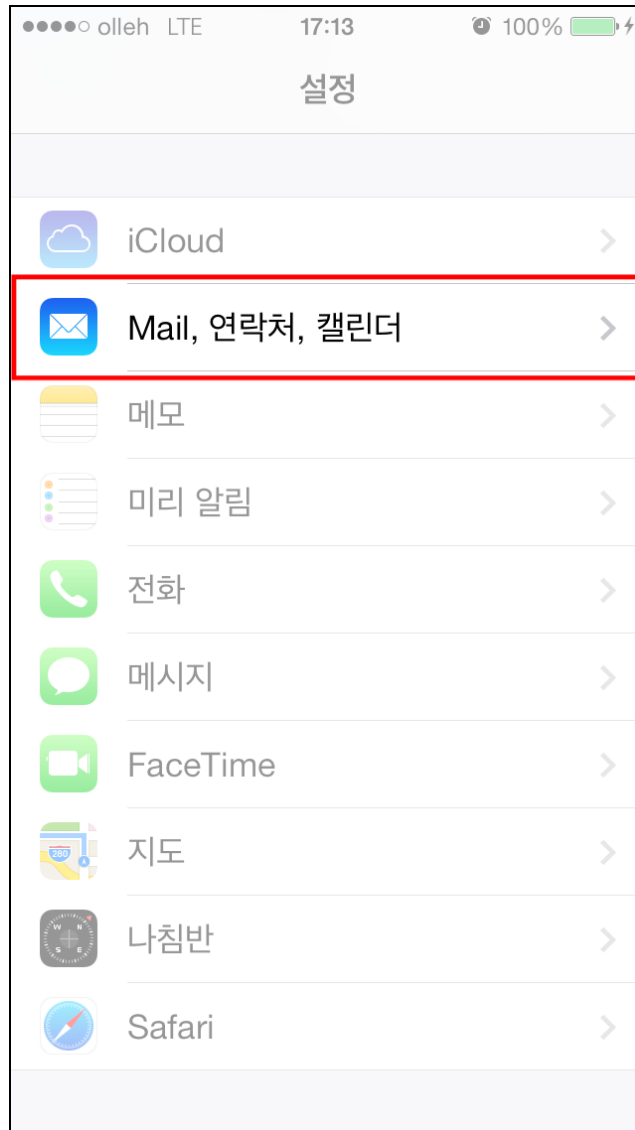 olleh LTE 17:13 100%
설정
iCloud
Mail, 연락처, 캘린더
메모
미리 알림
전화
메시지
FaceTime
280
지도
W N
S E
나침반
Safari